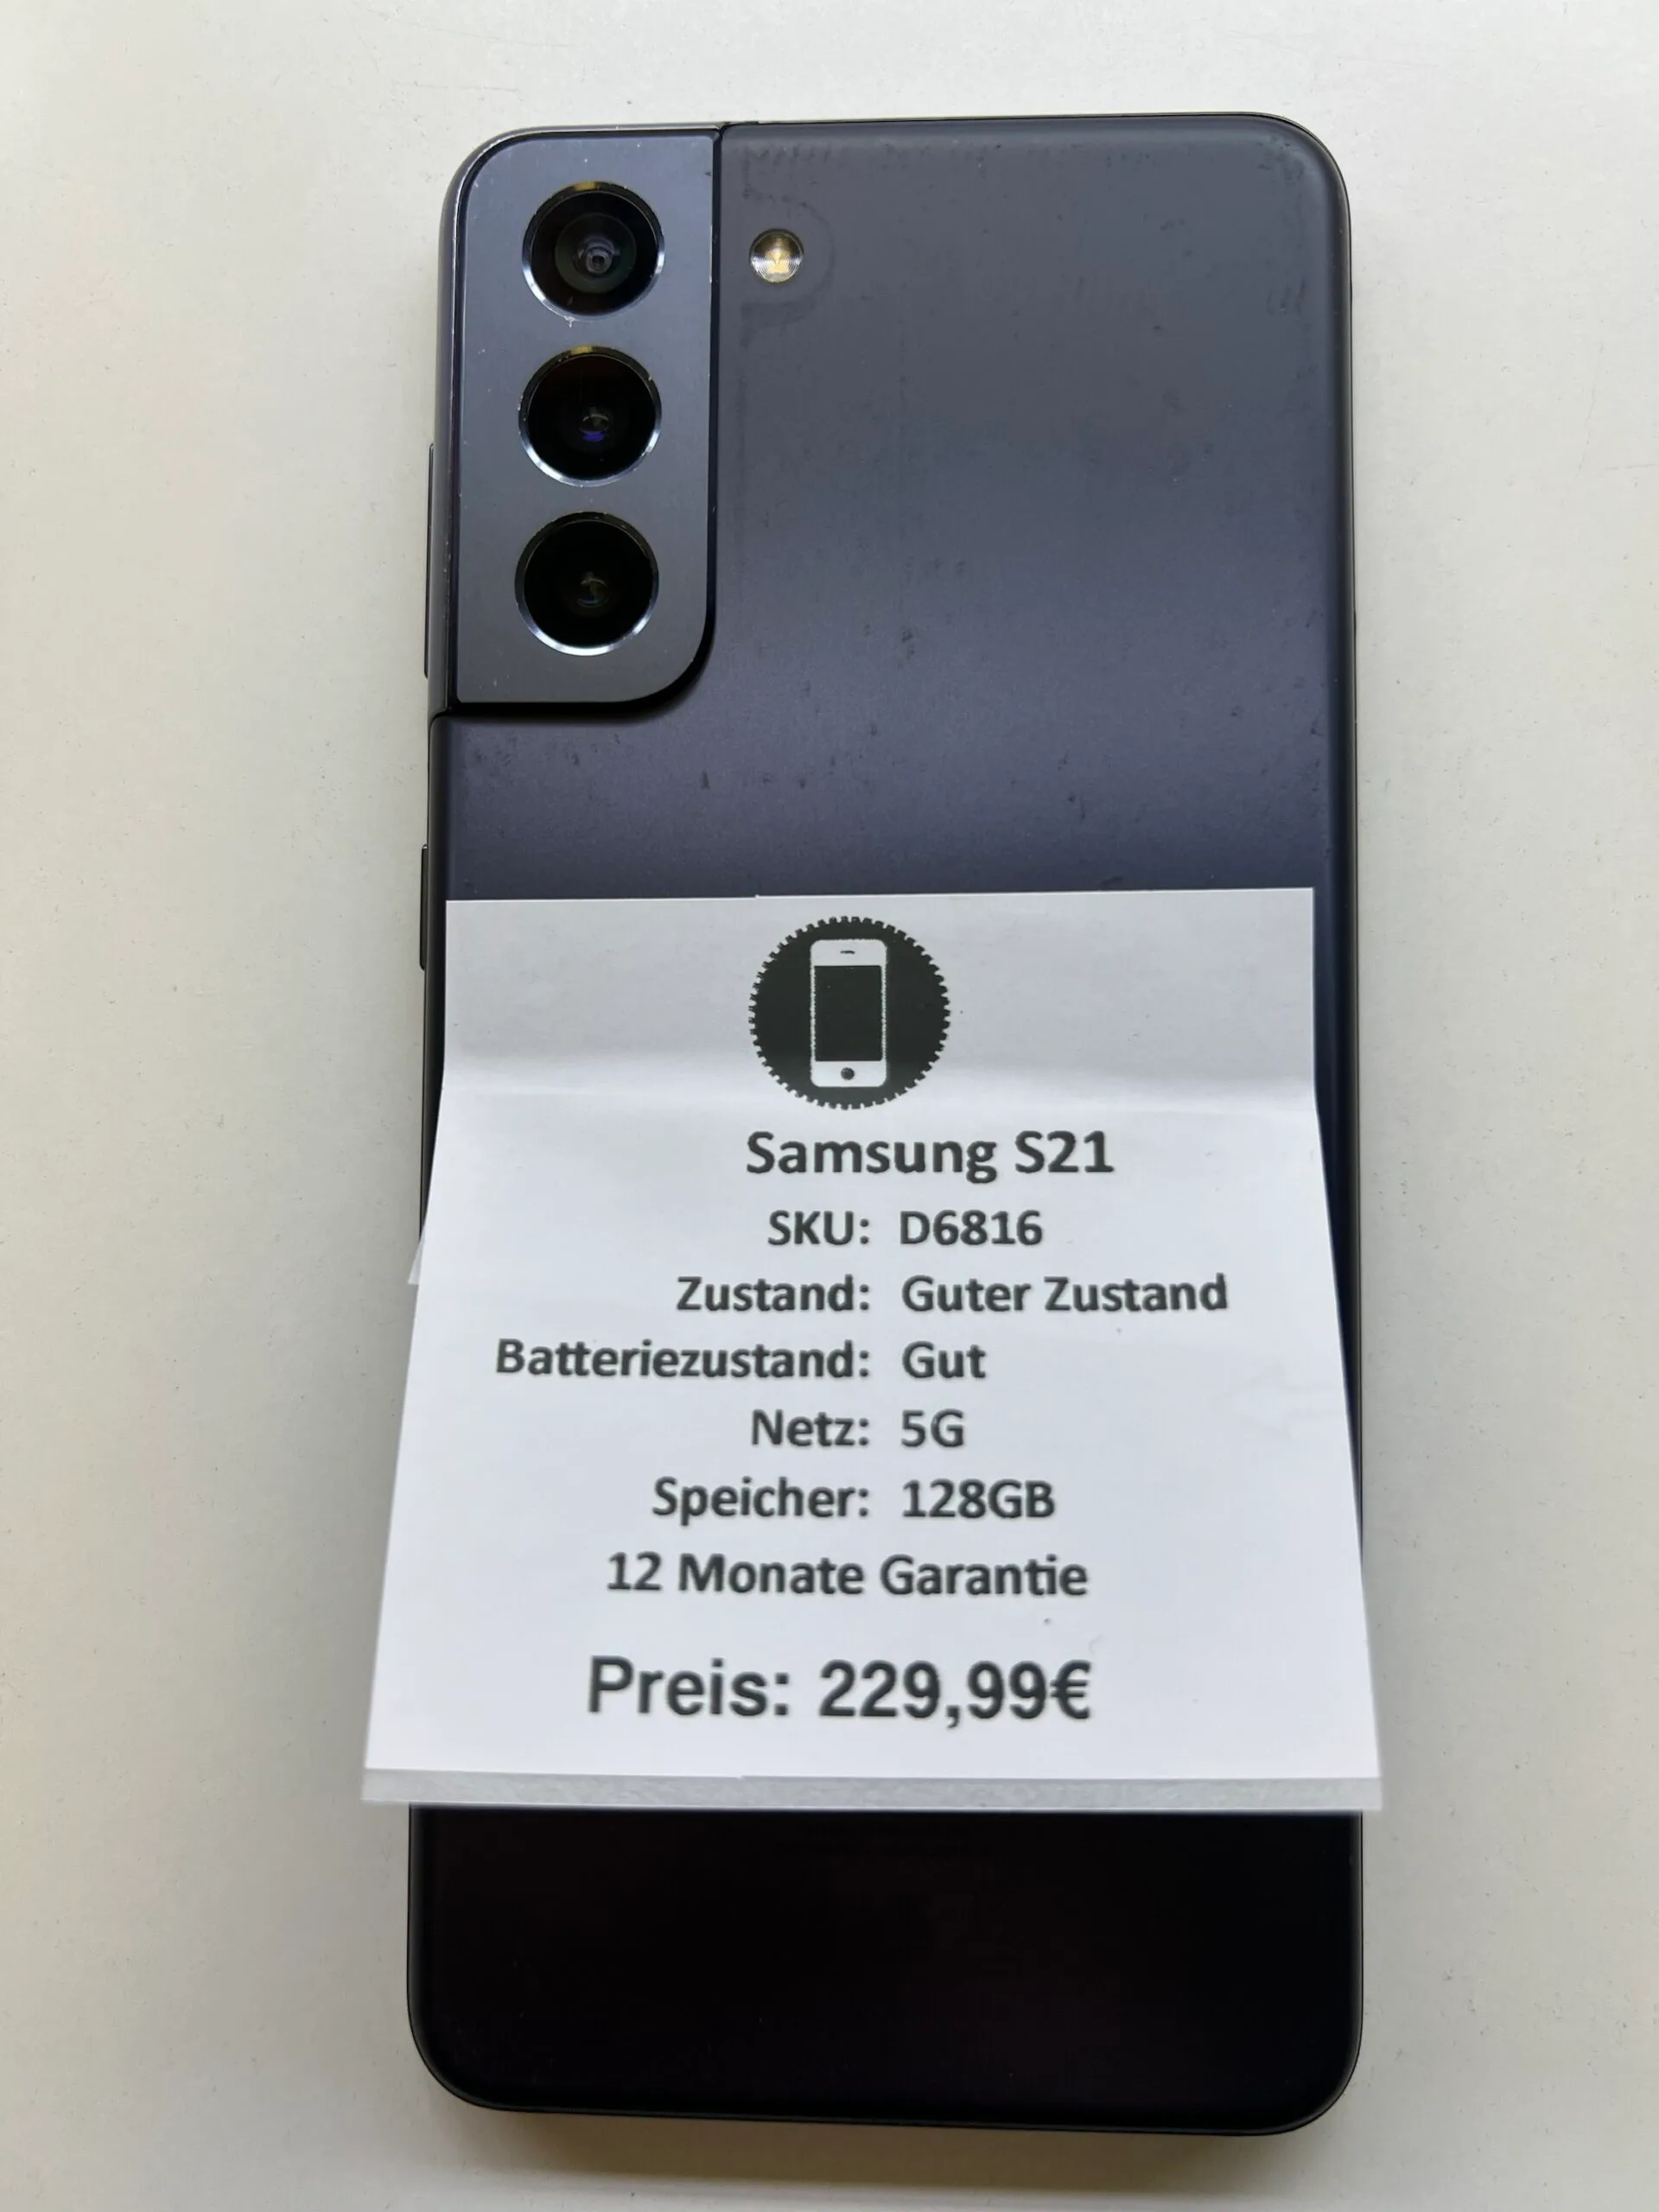 Samsung S21
SKU: D6816
Zustand: Guter Zustand
Batteriezustand: Gut
Netz: 5G
Speicher: 128GB
12 Monate Garantie
Preis: 229,99€